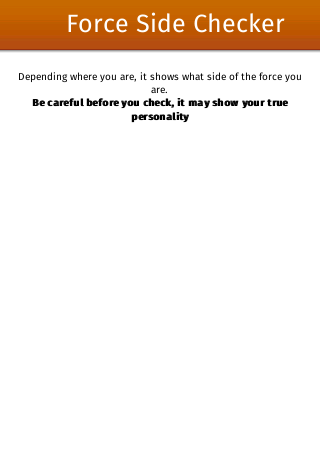 Force Side Checker
Depending where you are, it shows what side of the force you
are.
Be careful before you check, it may show your true
personality